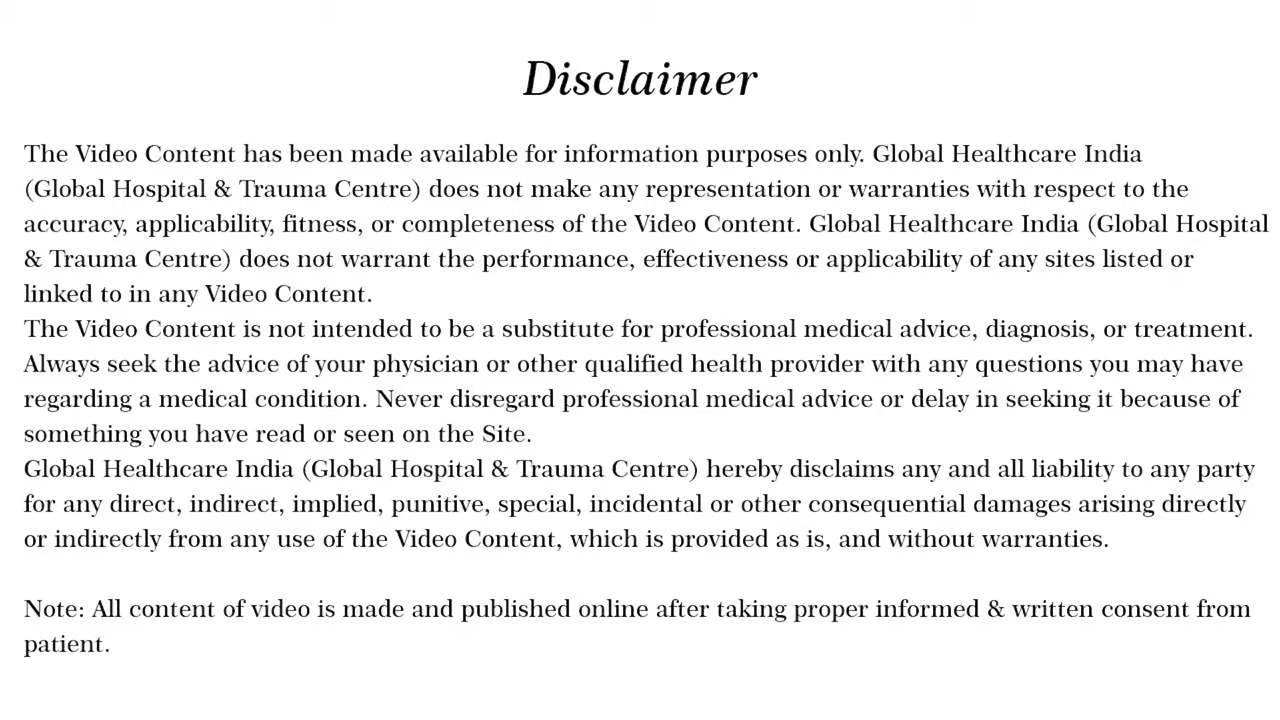 Disclaimer
The Video Content has been made available for information purposes only. Global Healthcare India
(Global Hospital & Trauma Centre) does not make any representation or warranties with respect to the
accuracy, applicability, fitness, or completeness of the Video Content. Global Healthcare India (Global Hospital
& Trauma Centre) does not warrant the performance, effectiveness or applicability of any sites listed or
linked to in any Video Content.
The Video Content is not intended to be a substitute for professional medical advice, diagnosis, or treatment.
Always seek the advice of your physician or other qualified health provider with any questions you may have
regarding a medical condition. Never disregard professional medical advice or delay in seeking it because of
something you have read or seen on the Site.
Global Healthcare India (Global Hospital & Trauma Centre) hereby disclaims any and all liability to any party
for any direct, indirect, implied, punitive, special, incidental or other consequential damages arising directly
or indirectly from any use of the Video Content, which is provided as is, and without warranties.
Note: All content of video is made and published online after taking proper informed & written consent from
patient.